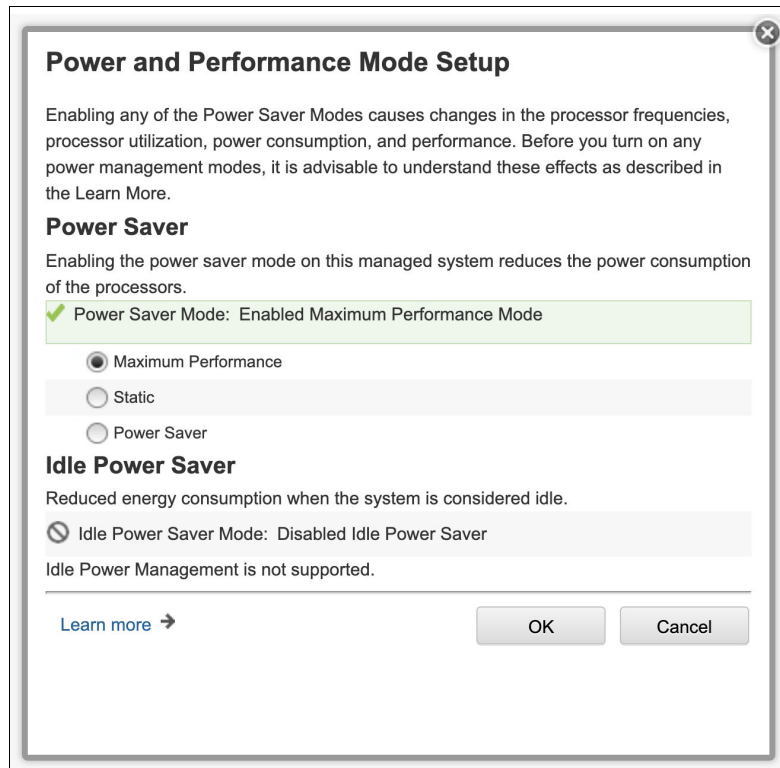 Power and Performance Mode Setup
Enabling any of the Power Saver Modes causes changes in the processor frequencies,
processor utilization, power consumption, and performance. Before you turn on any
power management modes, it is advisable to understand these effects as described in
the Learn More.
Power Saver
Enabling the power saver mode on this managed system reduces the power consumption
of the processors.
Power Saver Mode: Enabled Maximum Performance Mode
Maximum Performance
Static
Power Saver
Idle Power Saver
Reduced energy consumption when the system is considered idle.
Idle Power Saver Mode: Disabled Idle Power Saver
Idle Power Management is not supported.
Learn more OK Cancel